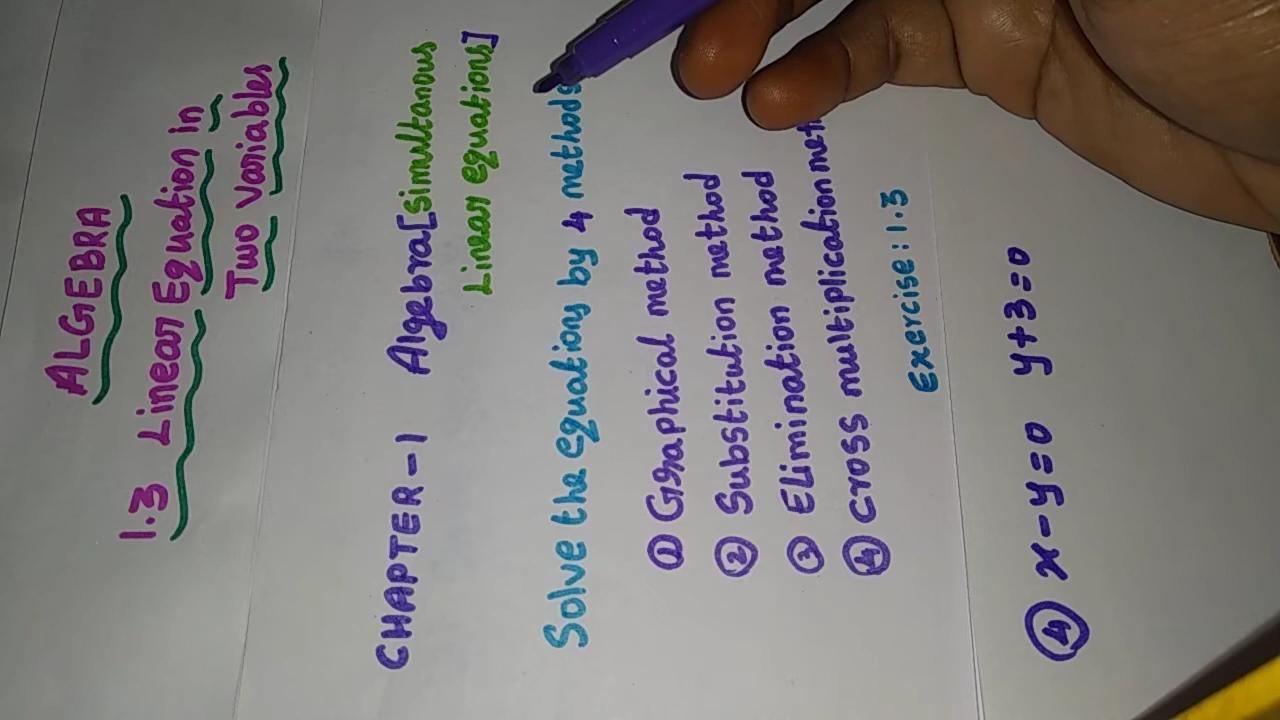 ALGEBRA
1.3 Linear Equation in
Two Variables
CHAPTER-1 Algebra[simultanous
Linear equations]
Solve the equations by 4 methods
① Graphical method
② Substitution method
③ Elimination method
④ cross multiplication
Exercise:1.3
④ x-y=0 y+3=0